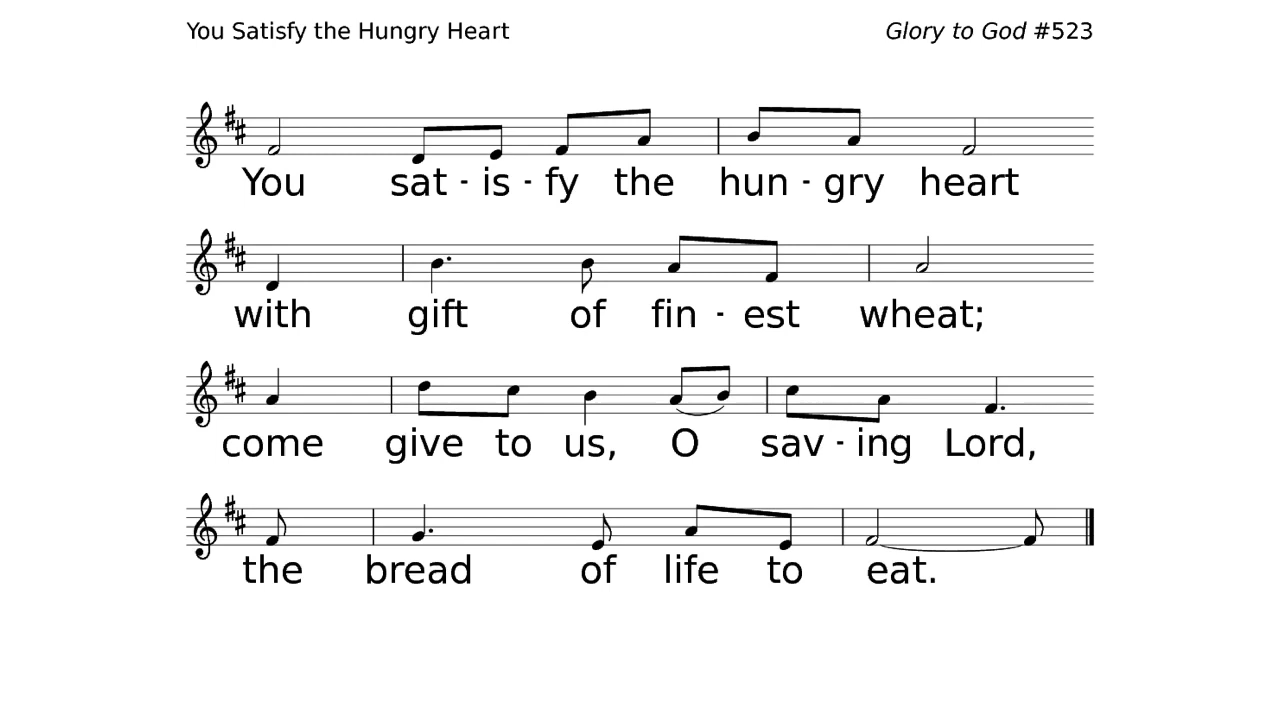 You Satisfy the Hungry Heart Glory to God #523
You sat - is - fy the hun - gry heart
with gift of fin - est wheat;
come give to us, O sav - ing Lord,
the bread of life to eat.